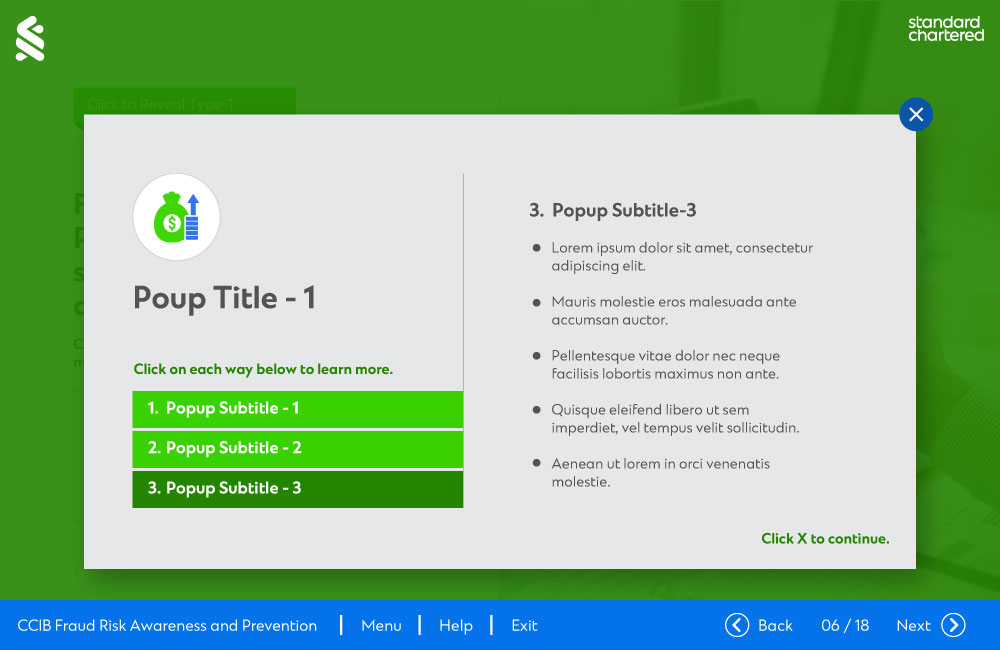 standard
chartered
Click to Reveal Type-1
Poup Title - 1
Click on each way below to learn more.
1. Popup Subtitle - 1
2. Popup Subtitle - 2
3. Popup Subtitle - 3
3. Popup Subtitle-3
Lorem ipsum dolor sit amet, consectetur
adipiscing elit.
Mauris molestie eros malesuada ante
accumsan auctor.
Pellentesque vitae dolor nec neque
facilisis lobortis maximus non ante.
Quisque eleifend libero ut sem
imperdiet, vel tempus velit sollicitudin.
Aenean ut lorem in orci venenatis
molestie.
Click X to continue.
CCIB Fraud Risk Awareness and Prevention | Menu | Help | Exit Back 06 / 18 Next